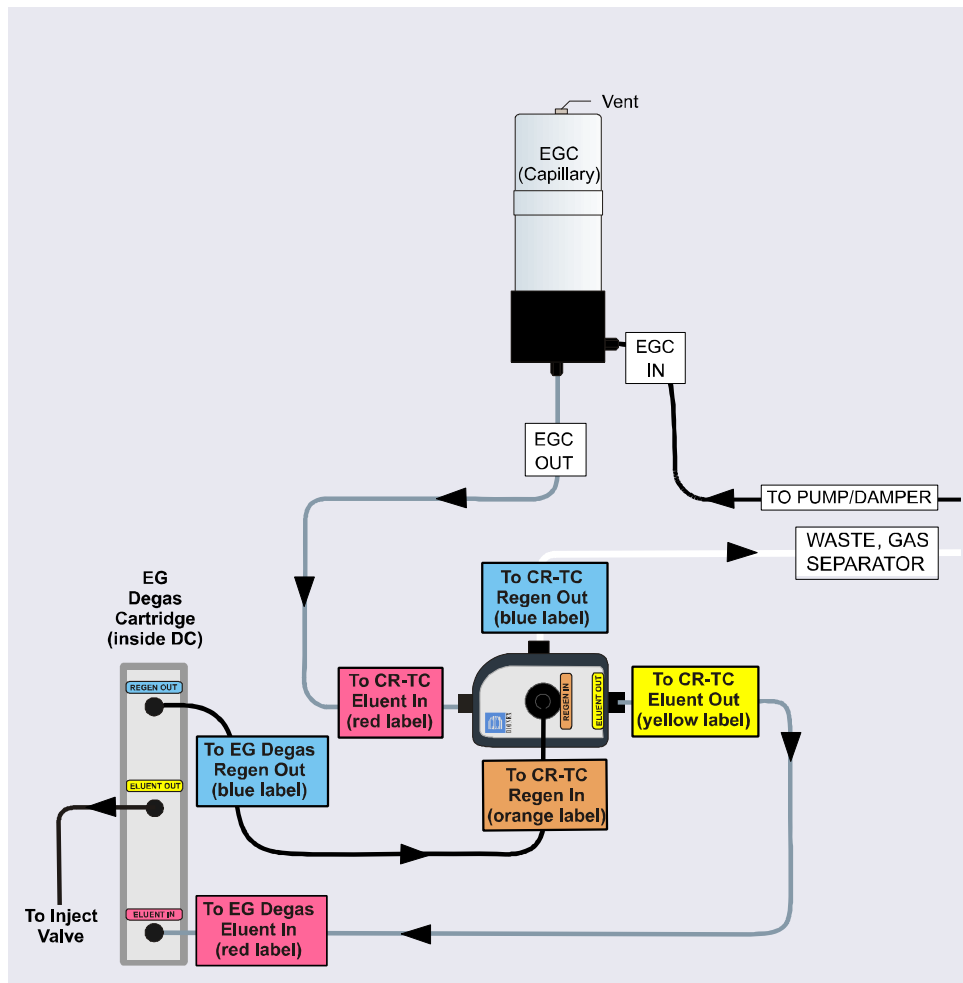 Vent
EGC
(Capillary)
EGC
IN
EGC
OUT
TO PUMP/DAMPER
WASTE, GAS
SEPARATOR
To CR-TC
Regen Out
(blue label)
EG
Degas
Cartridge
(inside DC)
REGEN OUT
To CR-TC
Eluent In
(red label)
REGEN IN
ELUENT OUT
DIONEX
To CR-TC
Eluent Out
(yellow label)
To EG Degas
Regen Out
(blue label)
To CR-TC
Regen In
(orange label)
ELUENT OUT
To Inject
Valve
ELUENT IN
To EG Degas
Eluent In
(red label)